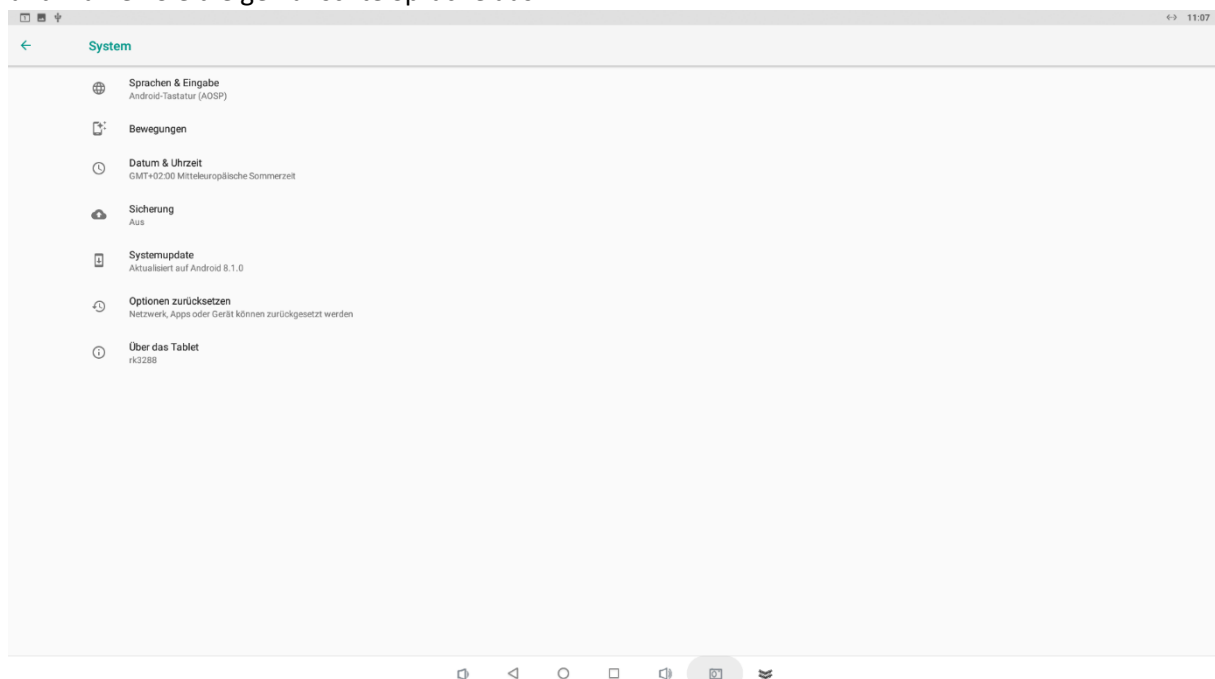 11:07
System
Sprachen & Eingabe
Android-Tastatur (AOSP)
Bewegungen
Datum & Uhrzeit
GMT+02:00 Mitteleuropäische Sommerzeit
Sicherung
Aus
Systemupdate
Aktualisiert auf Android 8.1.0
Optionen zurücksetzen
Netzwerk, Apps oder Gerät können zurückgesetzt werden
Über das Tablet
rk3288